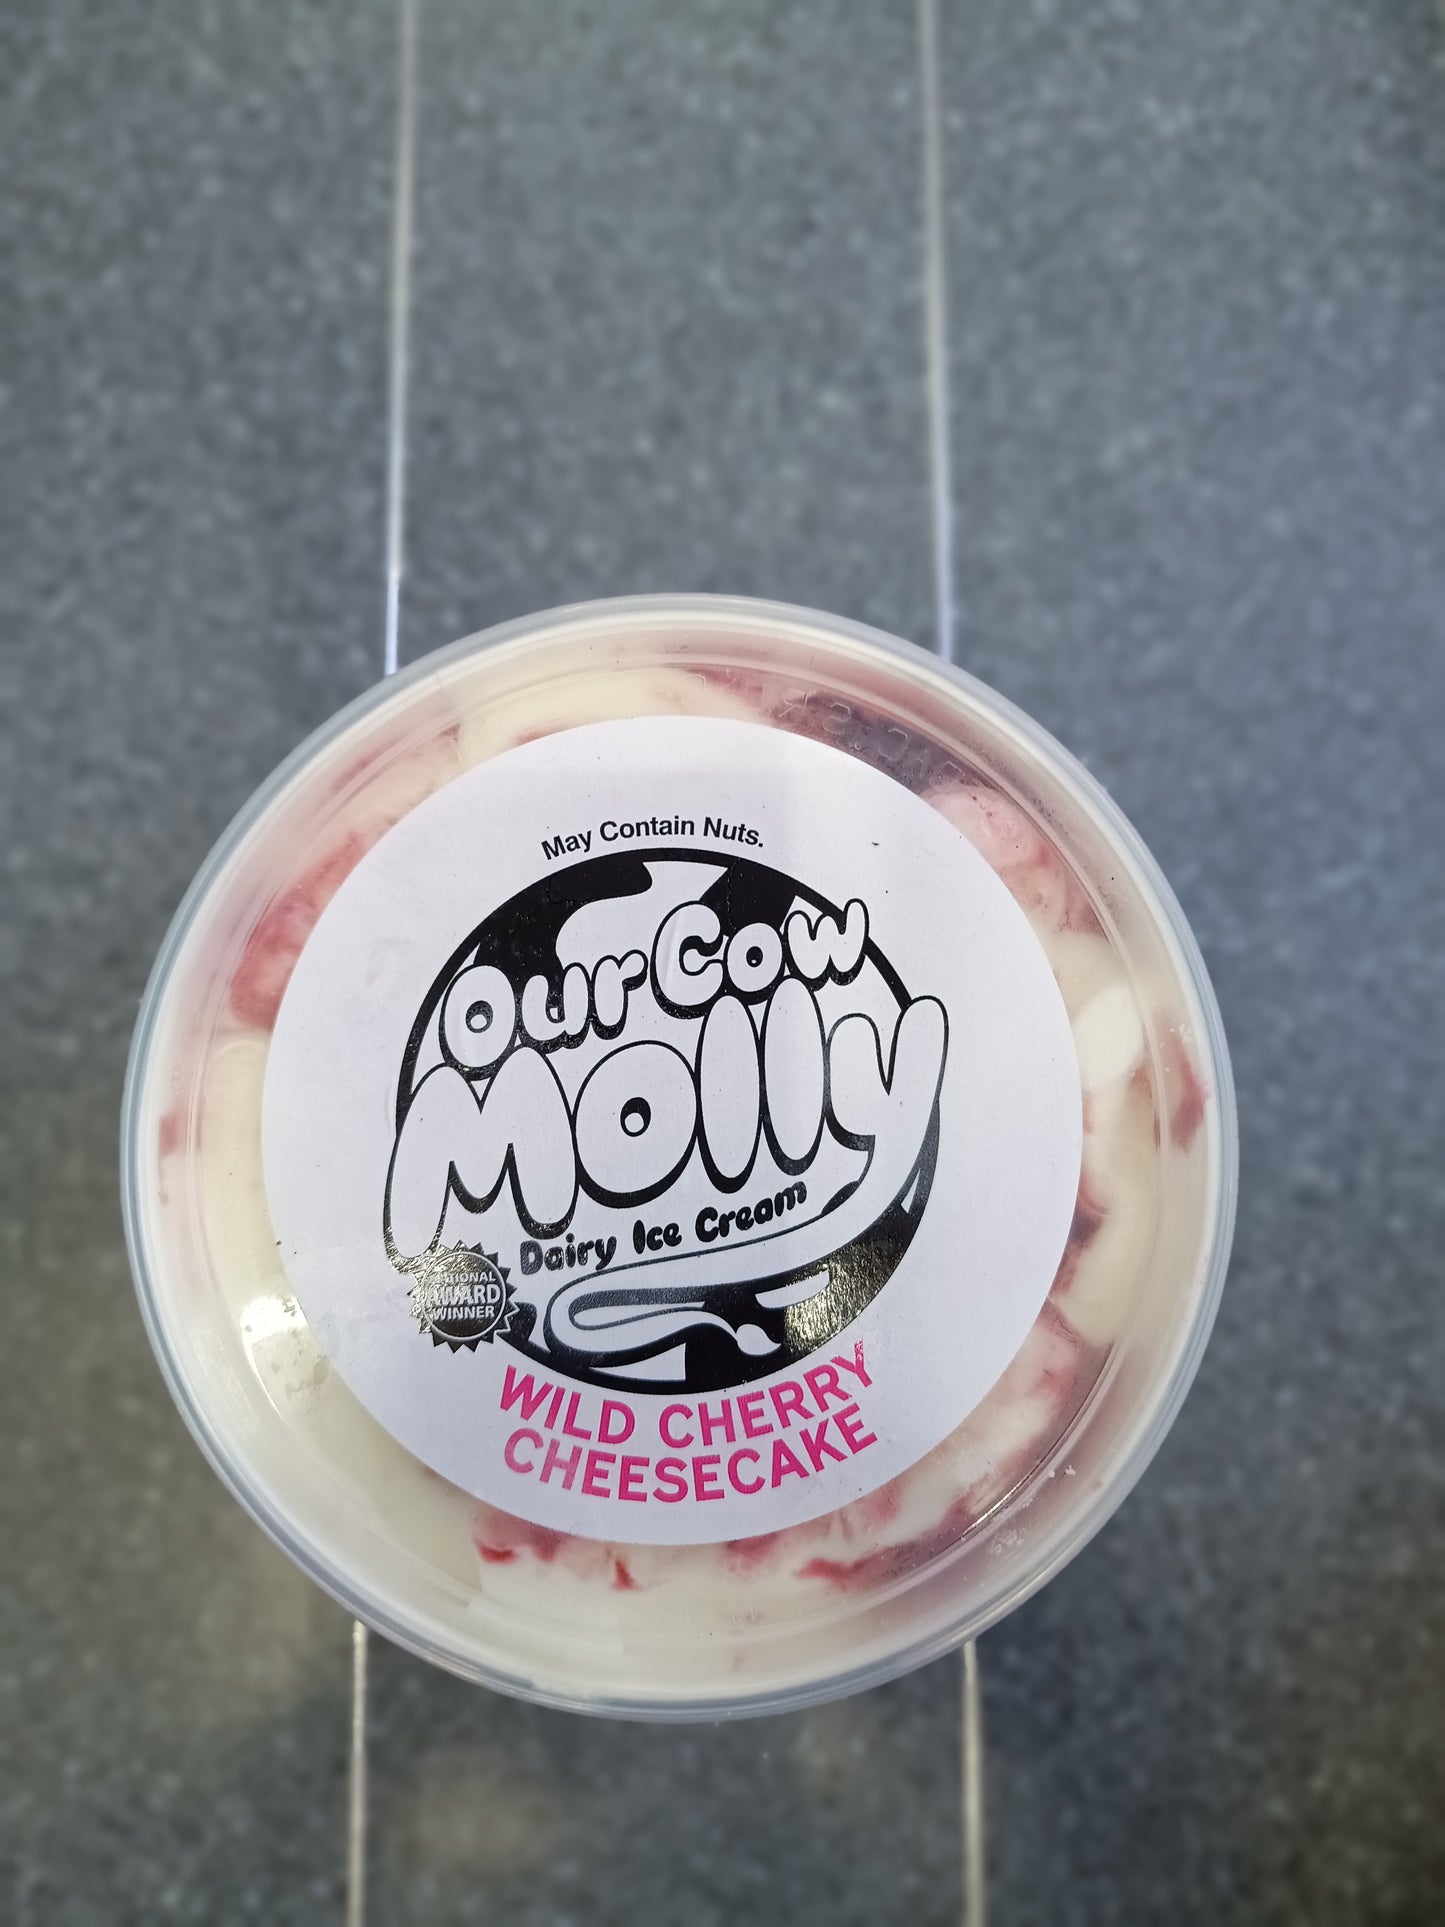 May Contain Nuts.
Our Cow
Molly
Dairy Ice Cream
NATIONAL
AWARD
WINNER
WILD CHERRY
CHEESECAKE